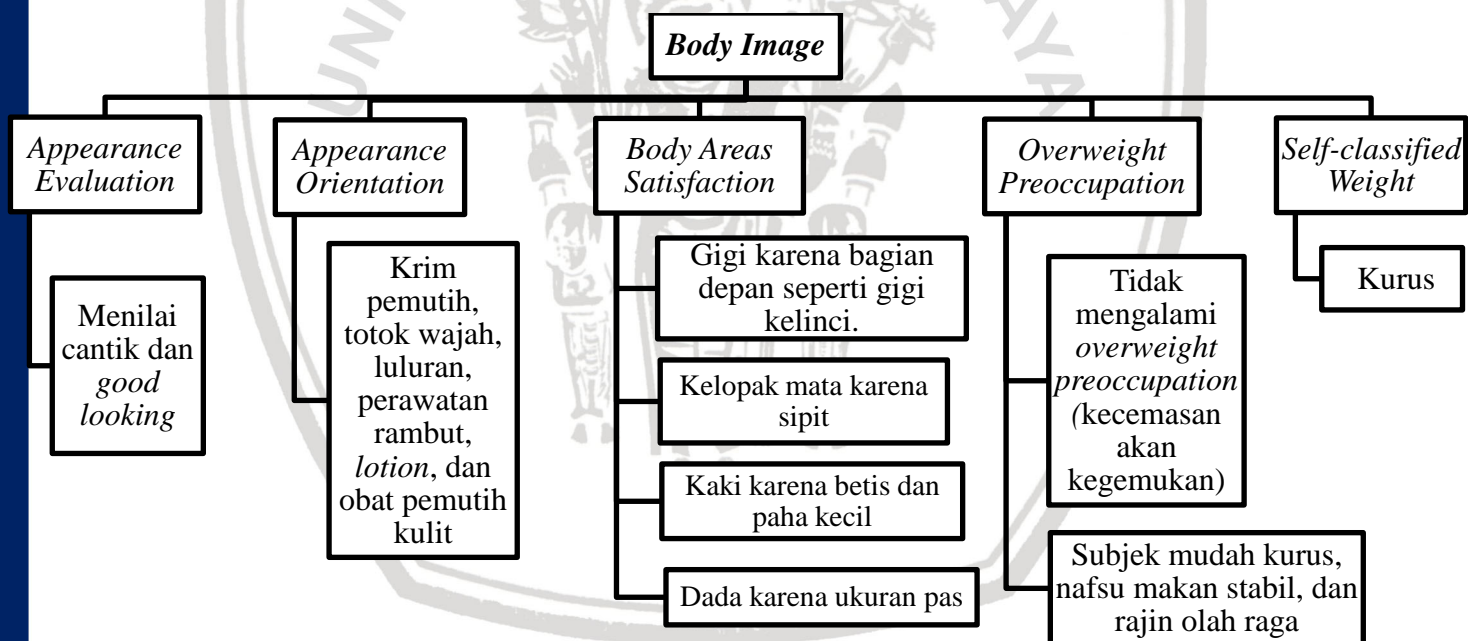 UNI
AYA
Body Image
Appearance
Evaluation
Menilai
cantik dan
good
looking
Appearance
Orientation
Krim
pemutih,
totok wajah,
luluran,
perawatan
rambut,
lotion, dan
obat pemutih
kulit
Body Areas
Satisfaction
Gigi karena bagian
depan seperti gigi
kelinci.
Kelopak mata karena
sipit
Kaki karena betis dan
paha kecil
Dada karena ukuran pas
Overweight
Preoccupation
Tidak
mengalami
overweight
preoccupation
(kecemasan
akan
kegemukan)
Subjek mudah kurus,
nafsu makan stabil, dan
rajin olah raga
Self-classified
Weight
Kurus